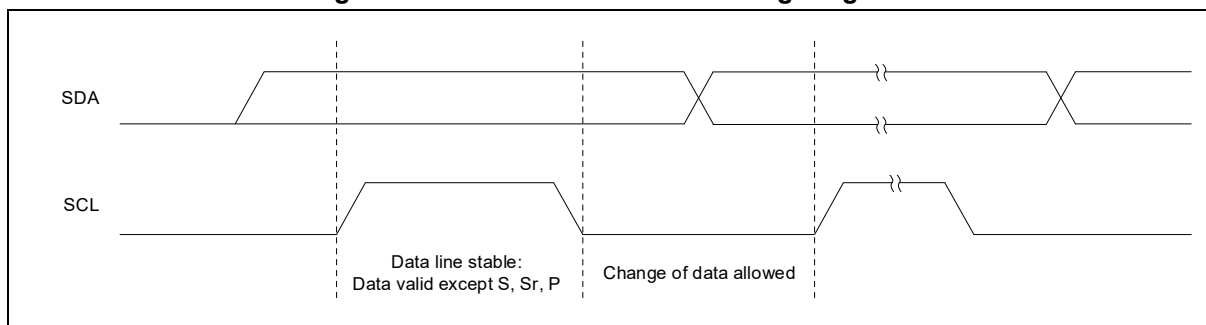 SDA
SCL
Data line stable:
Data valid except S, Sr, P
Change of data allowed